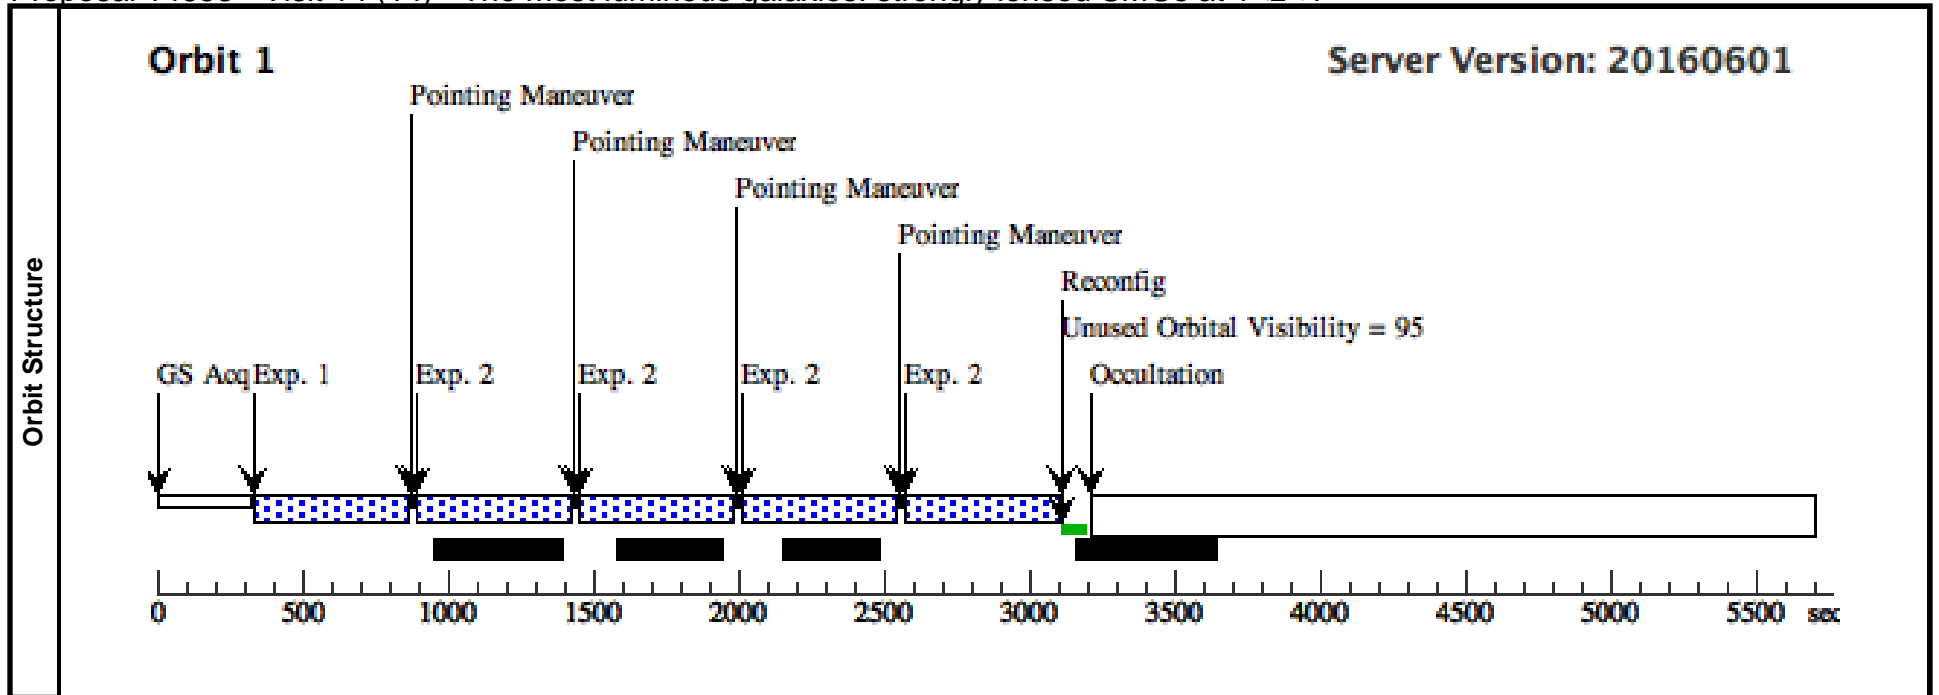 Orbit Structure
Orbit 1
Server Version: 20160601
Pointing Maneuver
Pointing Maneuver
Pointing Maneuver
Pointing Maneuver
Reconfig
Unused Orbital Visibility = 95
GS Acq Exp. 1 Exp. 2 Exp. 2 Exp. 2 Exp. 2 Occultation
0 500 1000 1500 2000 2500 3000 3500 4000 4500 5000 5500 sec